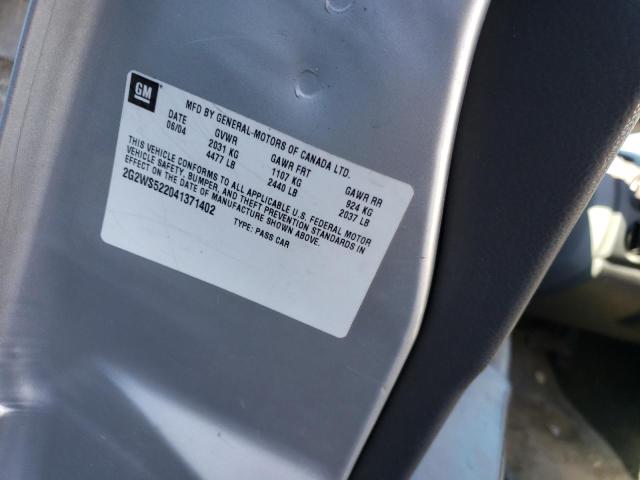 GM
MFD BY GENERAL MOTORS OF CANADA LTD.
DATE GVWR GAWR FRT GAWR RR
06/04 2031 KG 1107 KG 924 KG
4477 LB 2440 LB 2037 LB
THIS VEHICLE CONFORMS TO ALL APPLICABLE U.S. FEDERAL MOTOR
VEHICLE SAFETY, BUMPER, AND THEFT PREVENTION STANDARDS IN
EFFECT ON THE DATE OF MANUFACTURE SHOWN ABOVE.
2G2WS522041371402
TYPE: PASS CAR